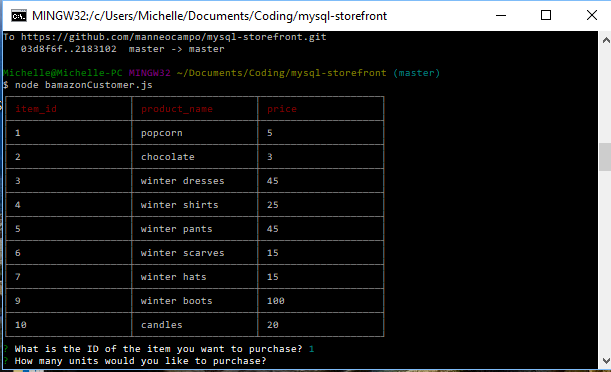 MINGW32:/c/Users/Michelle/Documents/Coding/mysql-storefront
To https://github.com/manneocampo/mysql-storefront.git
03d8f6f..2183102 master -> master
Michelle@Michelle-PC MINGW32 ~/Documents/Coding/mysql-storefront (master)
$ node bamazonCustomer.js
item_id product_name price
1 popcorn 5
2 chocolate 3
3 winter dresses 45
4 winter shirts 25
5 winter pants 45
6 winter scarves 15
7 winter hats 15
9 winter boots 100
10 candles 20
? What is the ID of the item you want to purchase? 1
? How many units would you like to purchase?